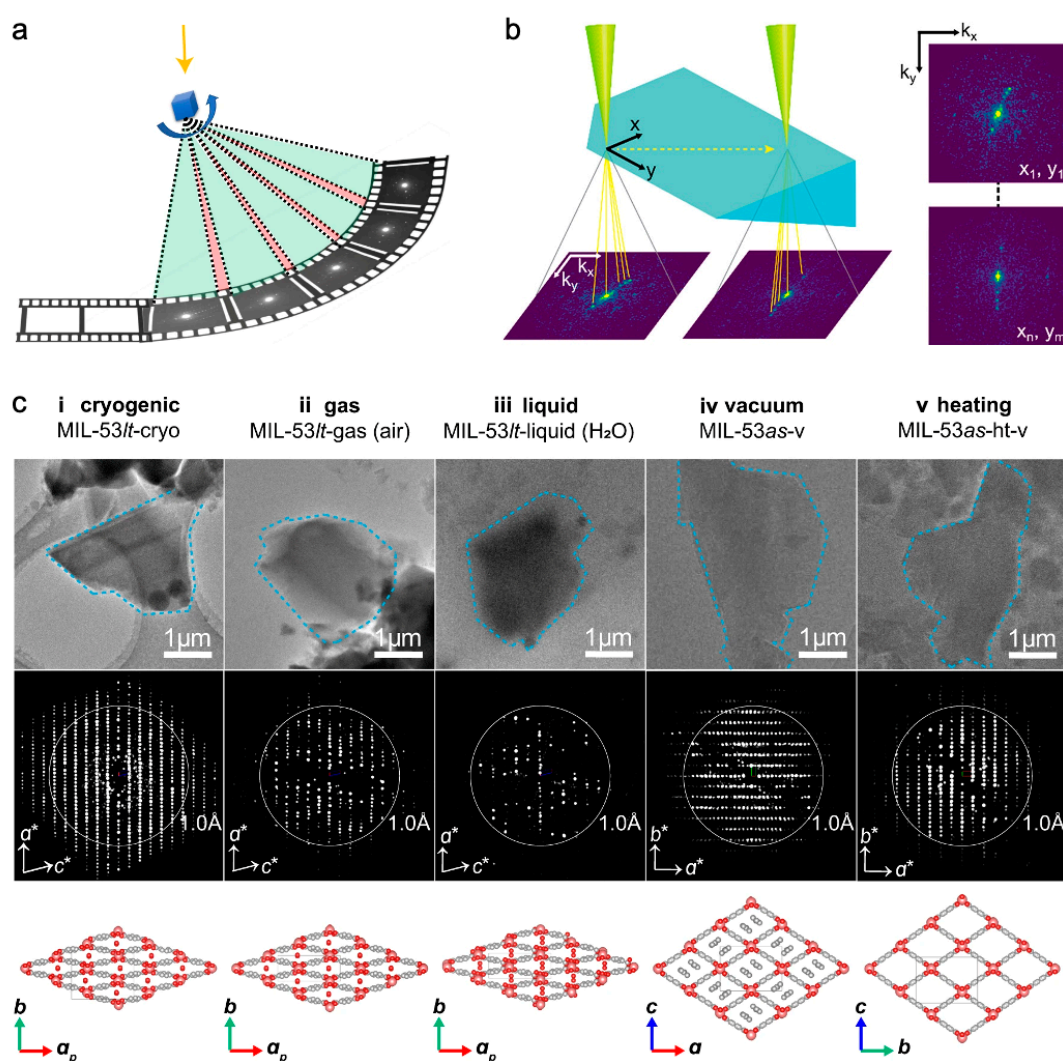 a
b
x
y
k_x
k_y
k_x
k_y
x_1, y_1
x_n, y_m
c
i cryogenic
MIL-53lt-cryo
ii gas
MIL-53lt-gas (air)
iii liquid
MIL-53lt-liquid (H₂O)
iv vacuum
MIL-53as-v
v heating
MIL-53as-ht-v
1µm
1µm
1µm
1µm
1µm
1.0Å
a*
c*
1.0Å
a*
c*
1.0Å
a*
c*
1.0Å
b*
a*
1.0Å
b*
a*
b
a_p
b
a_p
b
a_p
c
a
c
b